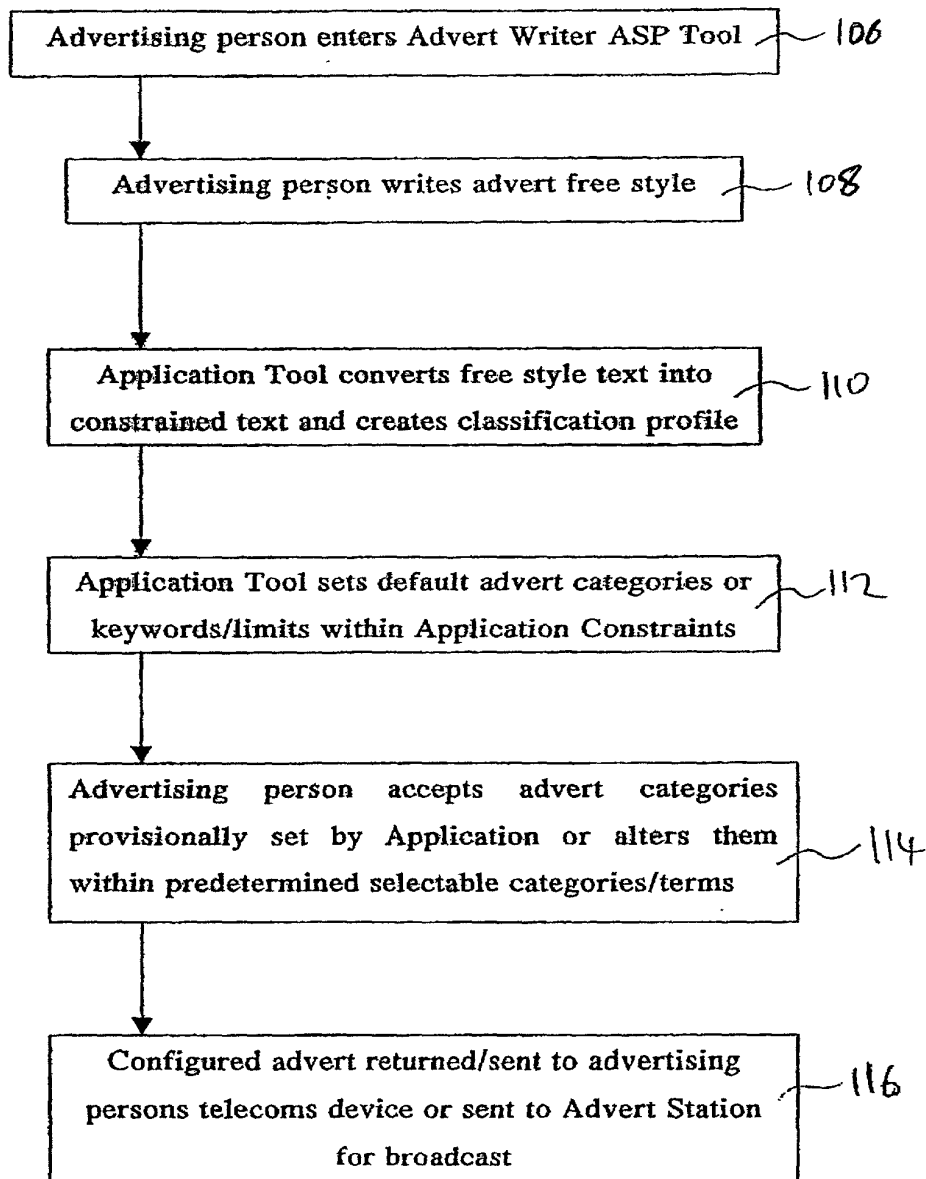 Advertising person enters Advert Writer ASP Tool 106
Advertising person writes advert free style 108
Application Tool converts free style text into
constrained text and creates classification profile
110
Application Tool sets default advert categories or
keywords/limits within Application Constraints
112
Advertising person accepts advert categories
provisionally set by Application or alters them
within predetermined selectable categories/terms
114
Configured advert returned/sent to advertising
persons telecoms device or sent to Advert Station
for broadcast
116